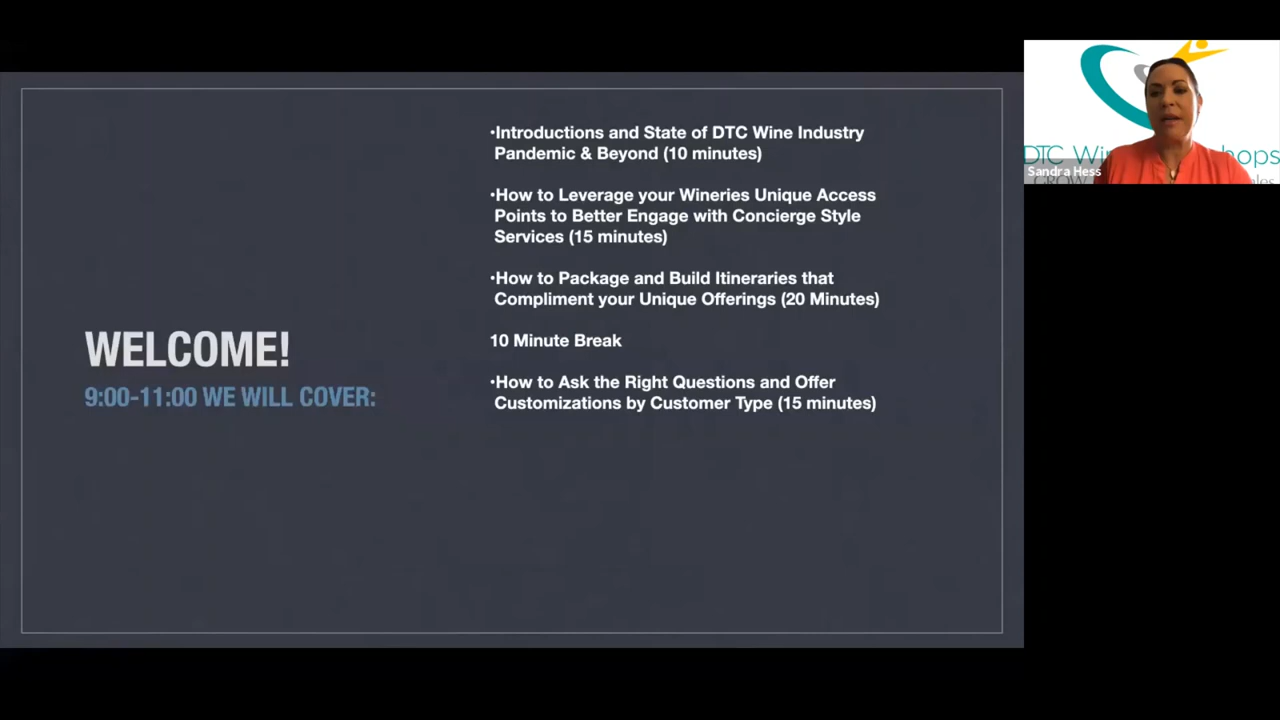 WELCOME!
9:00-11:00 WE WILL COVER:
•Introductions and State of DTC Wine Industry
Pandemic & Beyond (10 minutes)
•How to Leverage your Wineries Unique Access
Points to Better Engage with Concierge Style
Services (15 minutes)
•How to Package and Build Itineraries that
Compliment your Unique Offerings (20 Minutes)
10 Minute Break
•How to Ask the Right Questions and Offer
Customizations by Customer Type (15 minutes)
DTC
Sandra Hess